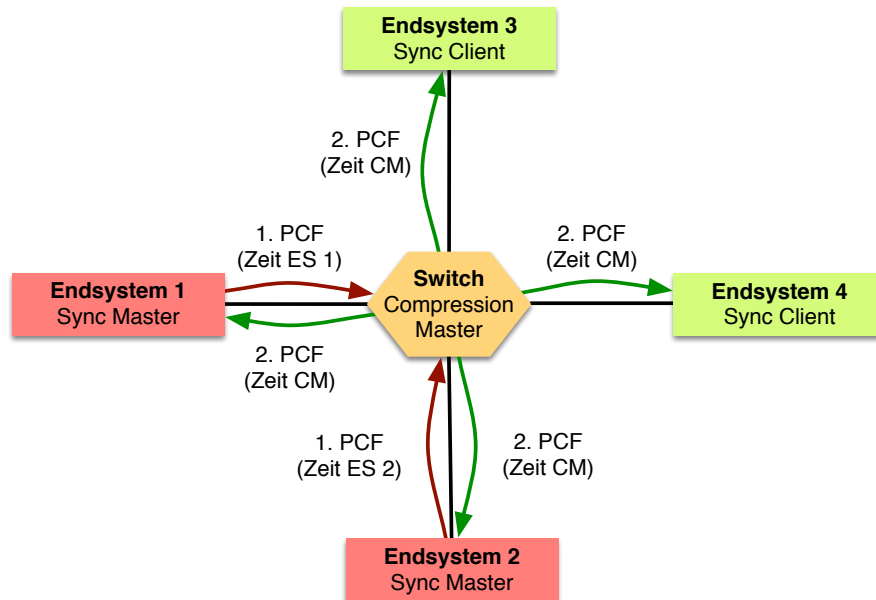 Endsystem 3
Sync Client
2. PCF
(Zeit CM)
1. PCF
(Zeit ES 1)
2. PCF
(Zeit CM)
Endsystem 1
Sync Master
Switch
Compression
Master
Endsystem 4
Sync Client
2. PCF
(Zeit CM)
1. PCF
(Zeit ES 2)
2. PCF
(Zeit CM)
Endsystem 2
Sync Master